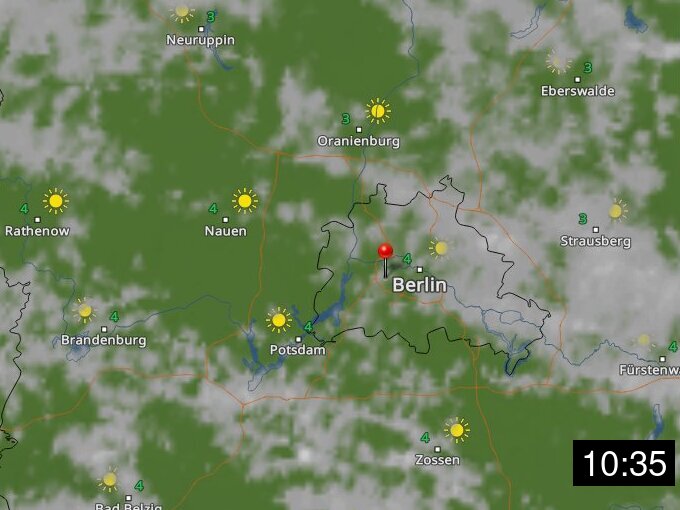 3
Neuruppin
3
Eberswalde
3
Oranienburg
4
Rathenow
4
Nauen
3
Strausberg
4
Berlin
4
Brandenburg
4
Potsdam
4
Fürstenwa
4
Zossen
10:35
4
Bad Belzig